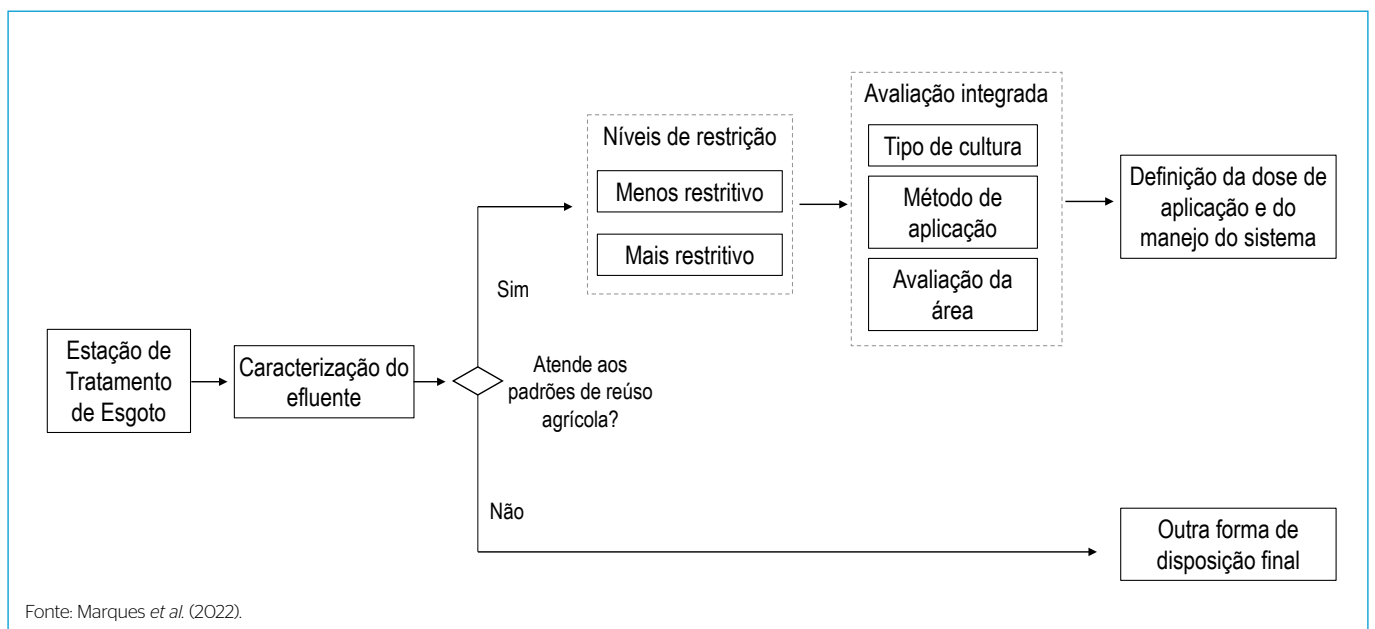 Estação de
Tratamento
de Esgoto
Caracterização do
efluente
Atende aos
padrões de reúso
agrícola?
Sim
Níveis de restrição
Menos restritivo
Mais restritivo
Avaliação integrada
Tipo de cultura
Método de
aplicação
Avaliação da
área
Definição da dose de
aplicação e do
manejo do sistema
Não
Outra forma de
disposição final
Fonte: Marques et al. (2022).